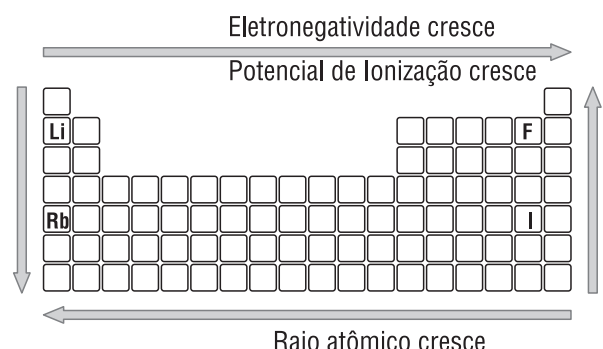 Eletronegatividade cresce
Potencial de Ionização cresce
Li
F
Rb
I
Raio atômico cresce